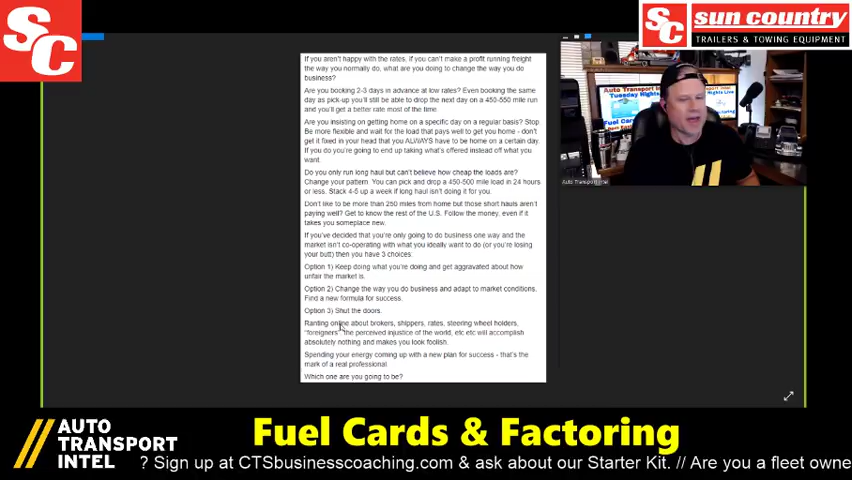 SC
SC sun country
TRAILERS & TOWING EQUIPMENT
If you aren't happy with the rates, if you can't make a profit running freight
the way you normally do, what are you doing to change the way you do
business?
Are you booking 2-3 days in advance at low rates? Even booking the same
day as pick-up you'll still be able to drop the next day on a 450-550 mile run
and you'll get a better rate most of the time.
Are you insisting on getting home on a specific day on a regular basis? Stop.
Be more flexible and wait for the load that pays well to get you home - don't
get it fixed in your head that you ALWAYS have to be home on a certain day.
If you do you're going to end up taking what's offered instead of what you
want.
Do you only run long haul but can't believe how cheap the loads are?
Change your pattern. You can pick and drop a 450-500 mile load in 24 hours
or less. Stack 4-5 up a week if long haul isn't doing it for you.
Don't like to be more than 250 miles from home but those short hauls aren't
paying well? Get to know the rest of the U.S. Follow the money, even if it
takes you someplace new.
If you've decided that you're only going to do business one way and the
market isn't co-operating with what you ideally want to do (or you're losing
your butt) then you have 3 choices:
Option 1) Keep doing what you're doing and get aggravated about how
unfair the market is.
Option 2) Change the way you do business and adapt to market conditions.
Find a new formula for success.
Option 3) Shut the doors.
Ranting online about brokers, shippers, rates, steering wheel holders,
"foreigners" the perceived injustice of the world, etc etc will accomplish
absolutely nothing and makes you look foolish.
Spending your energy coming up with a new plan for success - that's the
mark of a real professional
Which one are you going to be?
Auto Transport Intel
Tuesday Nights Live
Auto Transport Intel
AUTO
TRANSPORT
INTEL
Fuel Cards & Factoring
? Sign up at CTSbusinesscoaching.com & ask about our Starter Kit. // Are you a fleet owne